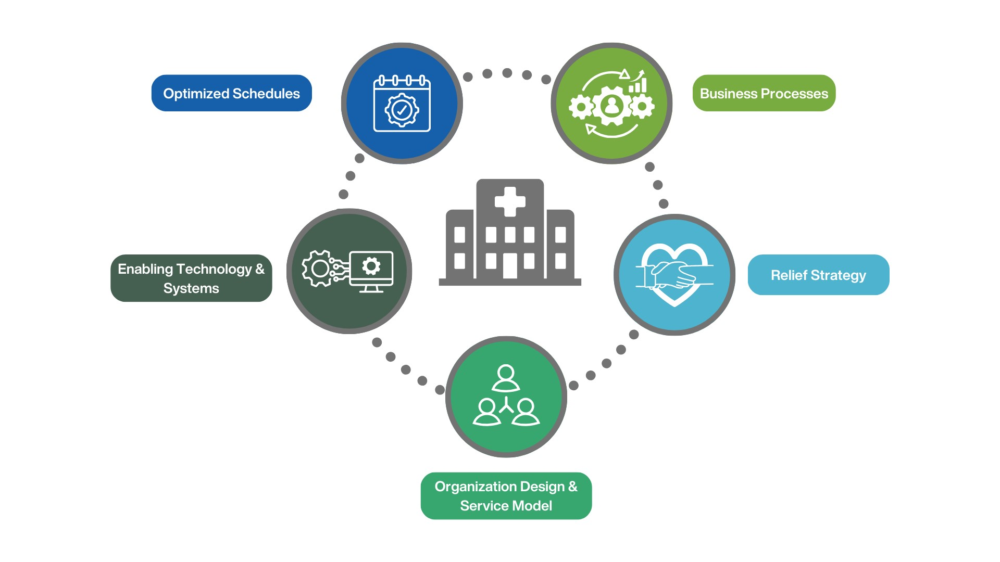 Optimized Schedules
Business Processes
Enabling Technology &
Systems
Relief Strategy
Organization Design &
Service Model